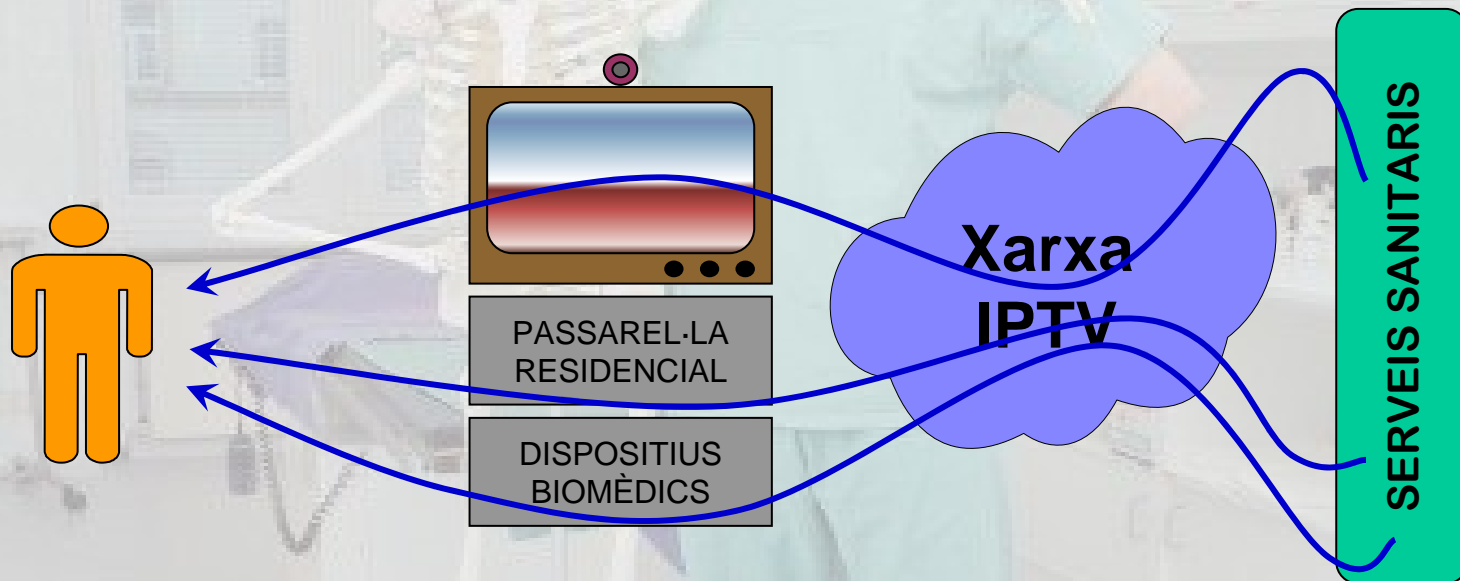 PASSAREL·LA
RESIDENCIAL
DISPOSITIUS
BIOMÈDICS
Xarxa
IPTV
SERVEIS SANITARIS